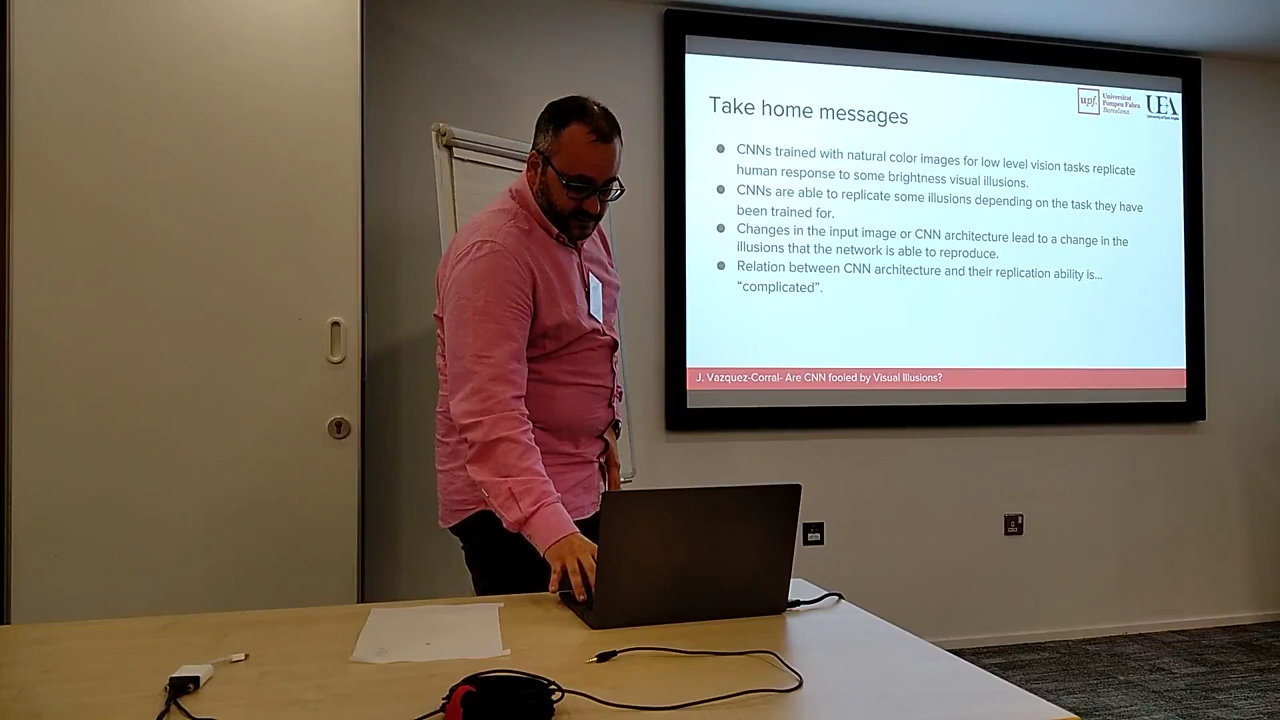 Take home messages
upf.
Universitat
Pompeu Fabra
Barcelona
UEA
University of East Anglia
CNNs trained with natural color images for low level vision tasks replicate
human response to some brightness visual illusions.
CNNs are able to replicate some illusions depending on the task they have
been trained for.
Changes in the input image or CNN architecture lead to a change in the
illusions that the network is able to reproduce.
Relation between CNN architecture and their replication ability is...
“complicated”.
J. Vazquez-Corral- Are CNN fooled by Visual Illusions?